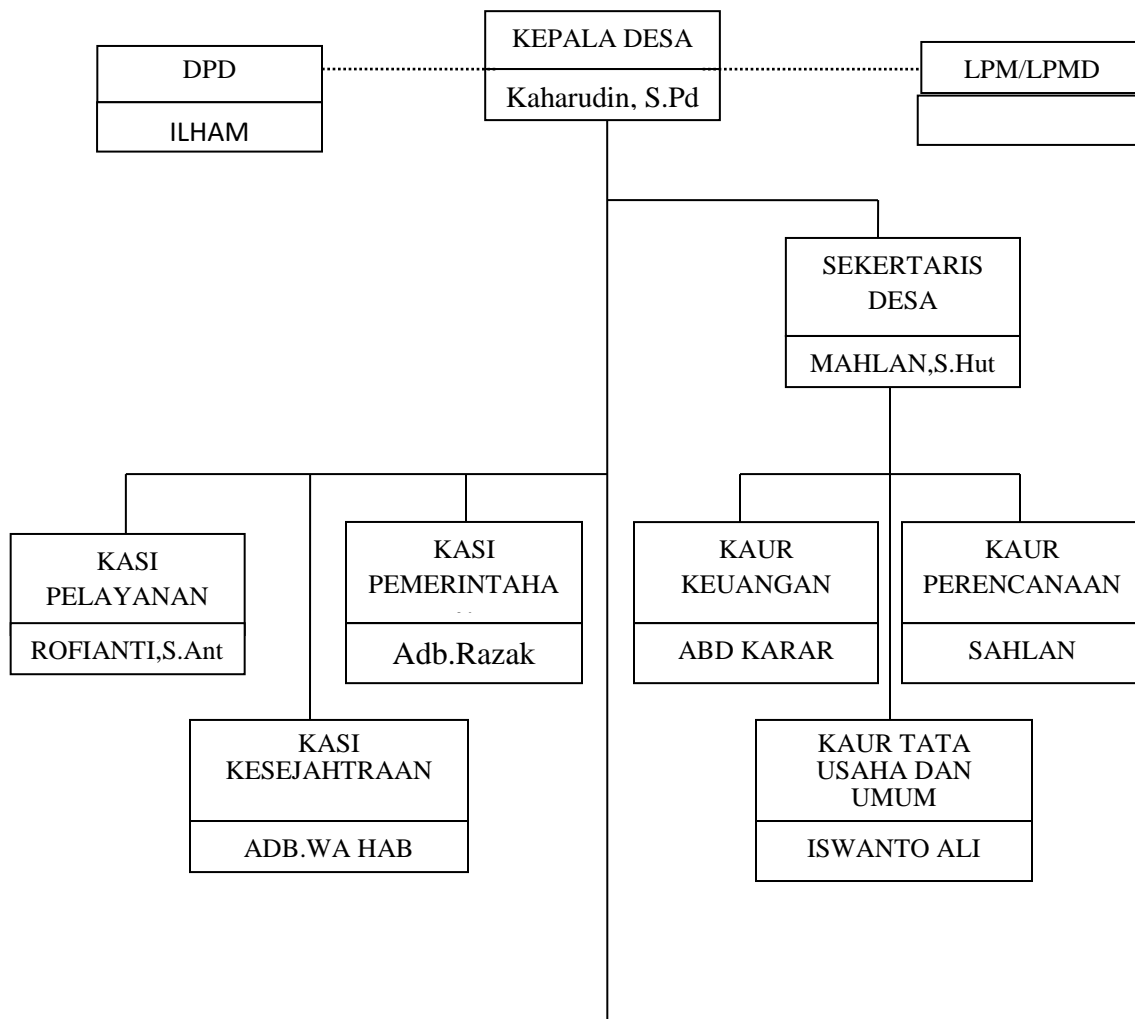 KEPALA DESA
Kaharudin, S.Pd
DPD
ILHAM
LPM/LPMD
SEKERTARIS
DESA
MAHLAN,S.Hut
KASI
PELAYANAN
ROFIANTI,S.Ant
KASI
PEMERINTAHA
Adb.Razak
KAUR
KEUANGAN
ABD KARAR
KAUR
PERENCANAAN
SAHLAN
KASI
KESEJAHTRAAN
ADB.WA HAB
KAUR TATA
USAHA DAN
UMUM
ISWANTO ALI